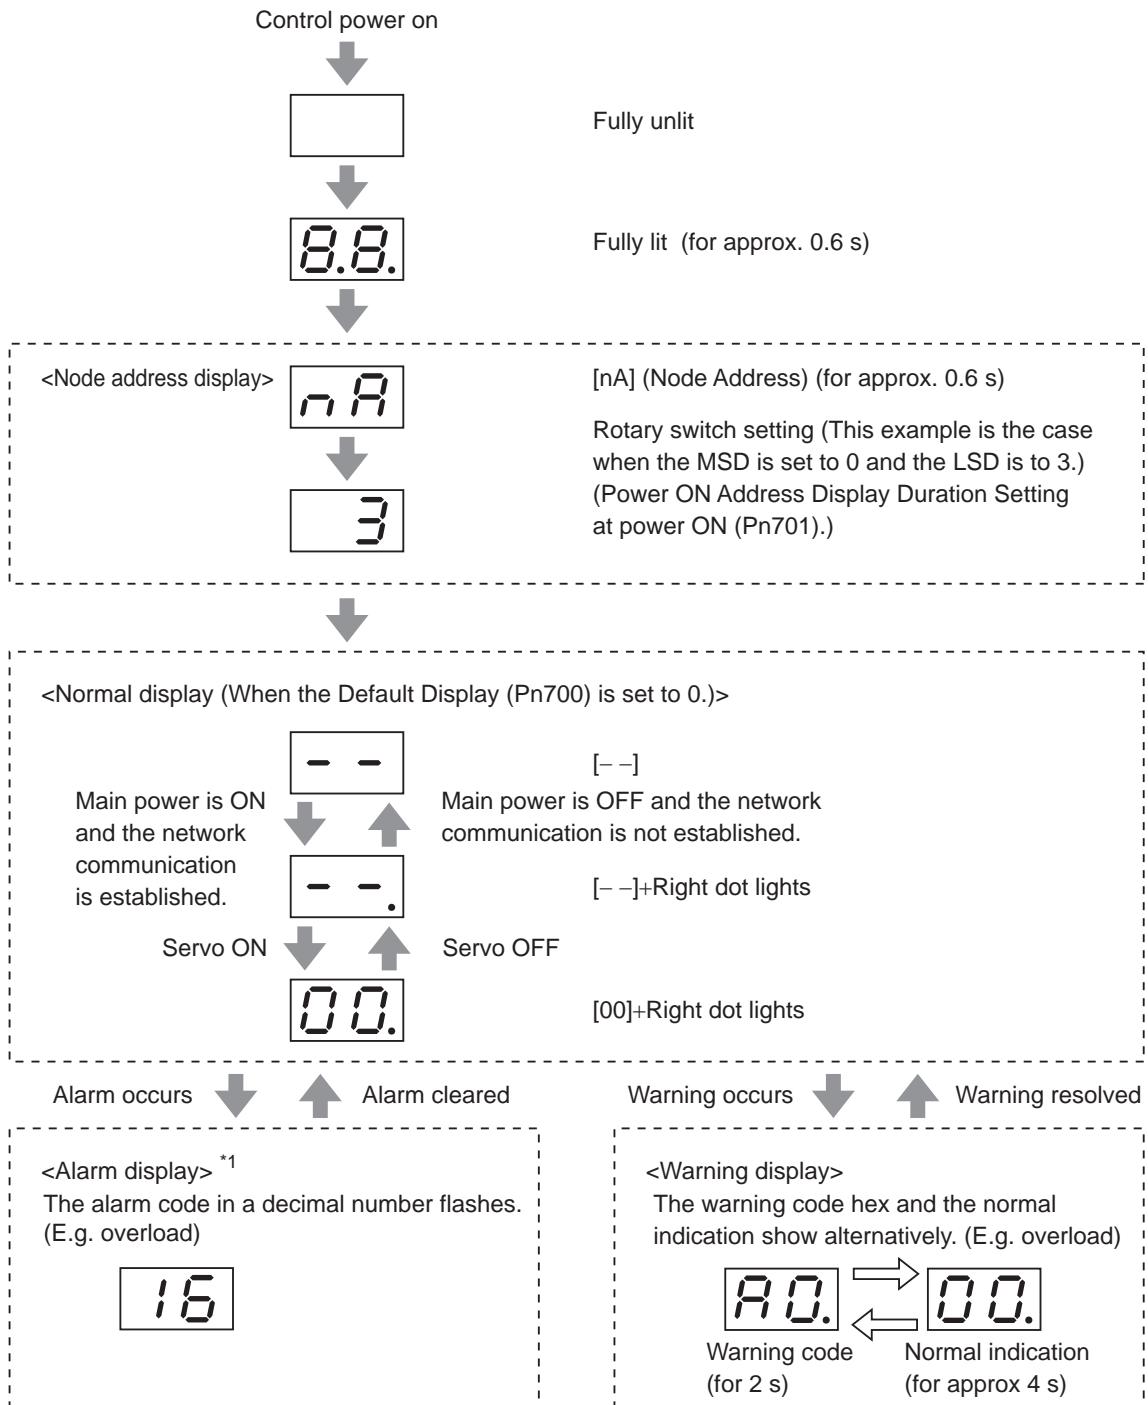 Control power on
Fully unlit
8.8.
Fully lit (for approx. 0.6 s)
<Node address display>
nA
[nA] (Node Address) (for approx. 0.6 s)
Rotary switch setting (This example is the case
when the MSD is set to 0 and the LSD is to 3.)
(Power ON Address Display Duration Setting
at power ON (Pn701).)
3
<Normal display (When the Default Display (Pn700) is set to 0.)>
– –
[– –]
Main power is ON
and the network
communication
is established.
Main power is OFF and the network
communication is not established.
– –.
[– –]+Right dot lights
Servo ON
Servo OFF
00.
[00]+Right dot lights
Alarm occurs
Alarm cleared
Warning occurs
Warning resolved
<Alarm display> *1
The alarm code in a decimal number flashes.
(E.g. overload)
16
<Warning display>
The warning code hex and the normal
indication show alternatively. (E.g. overload)
A0.
00.
Warning code
(for 2 s)
Normal indication
(for approx 4 s)